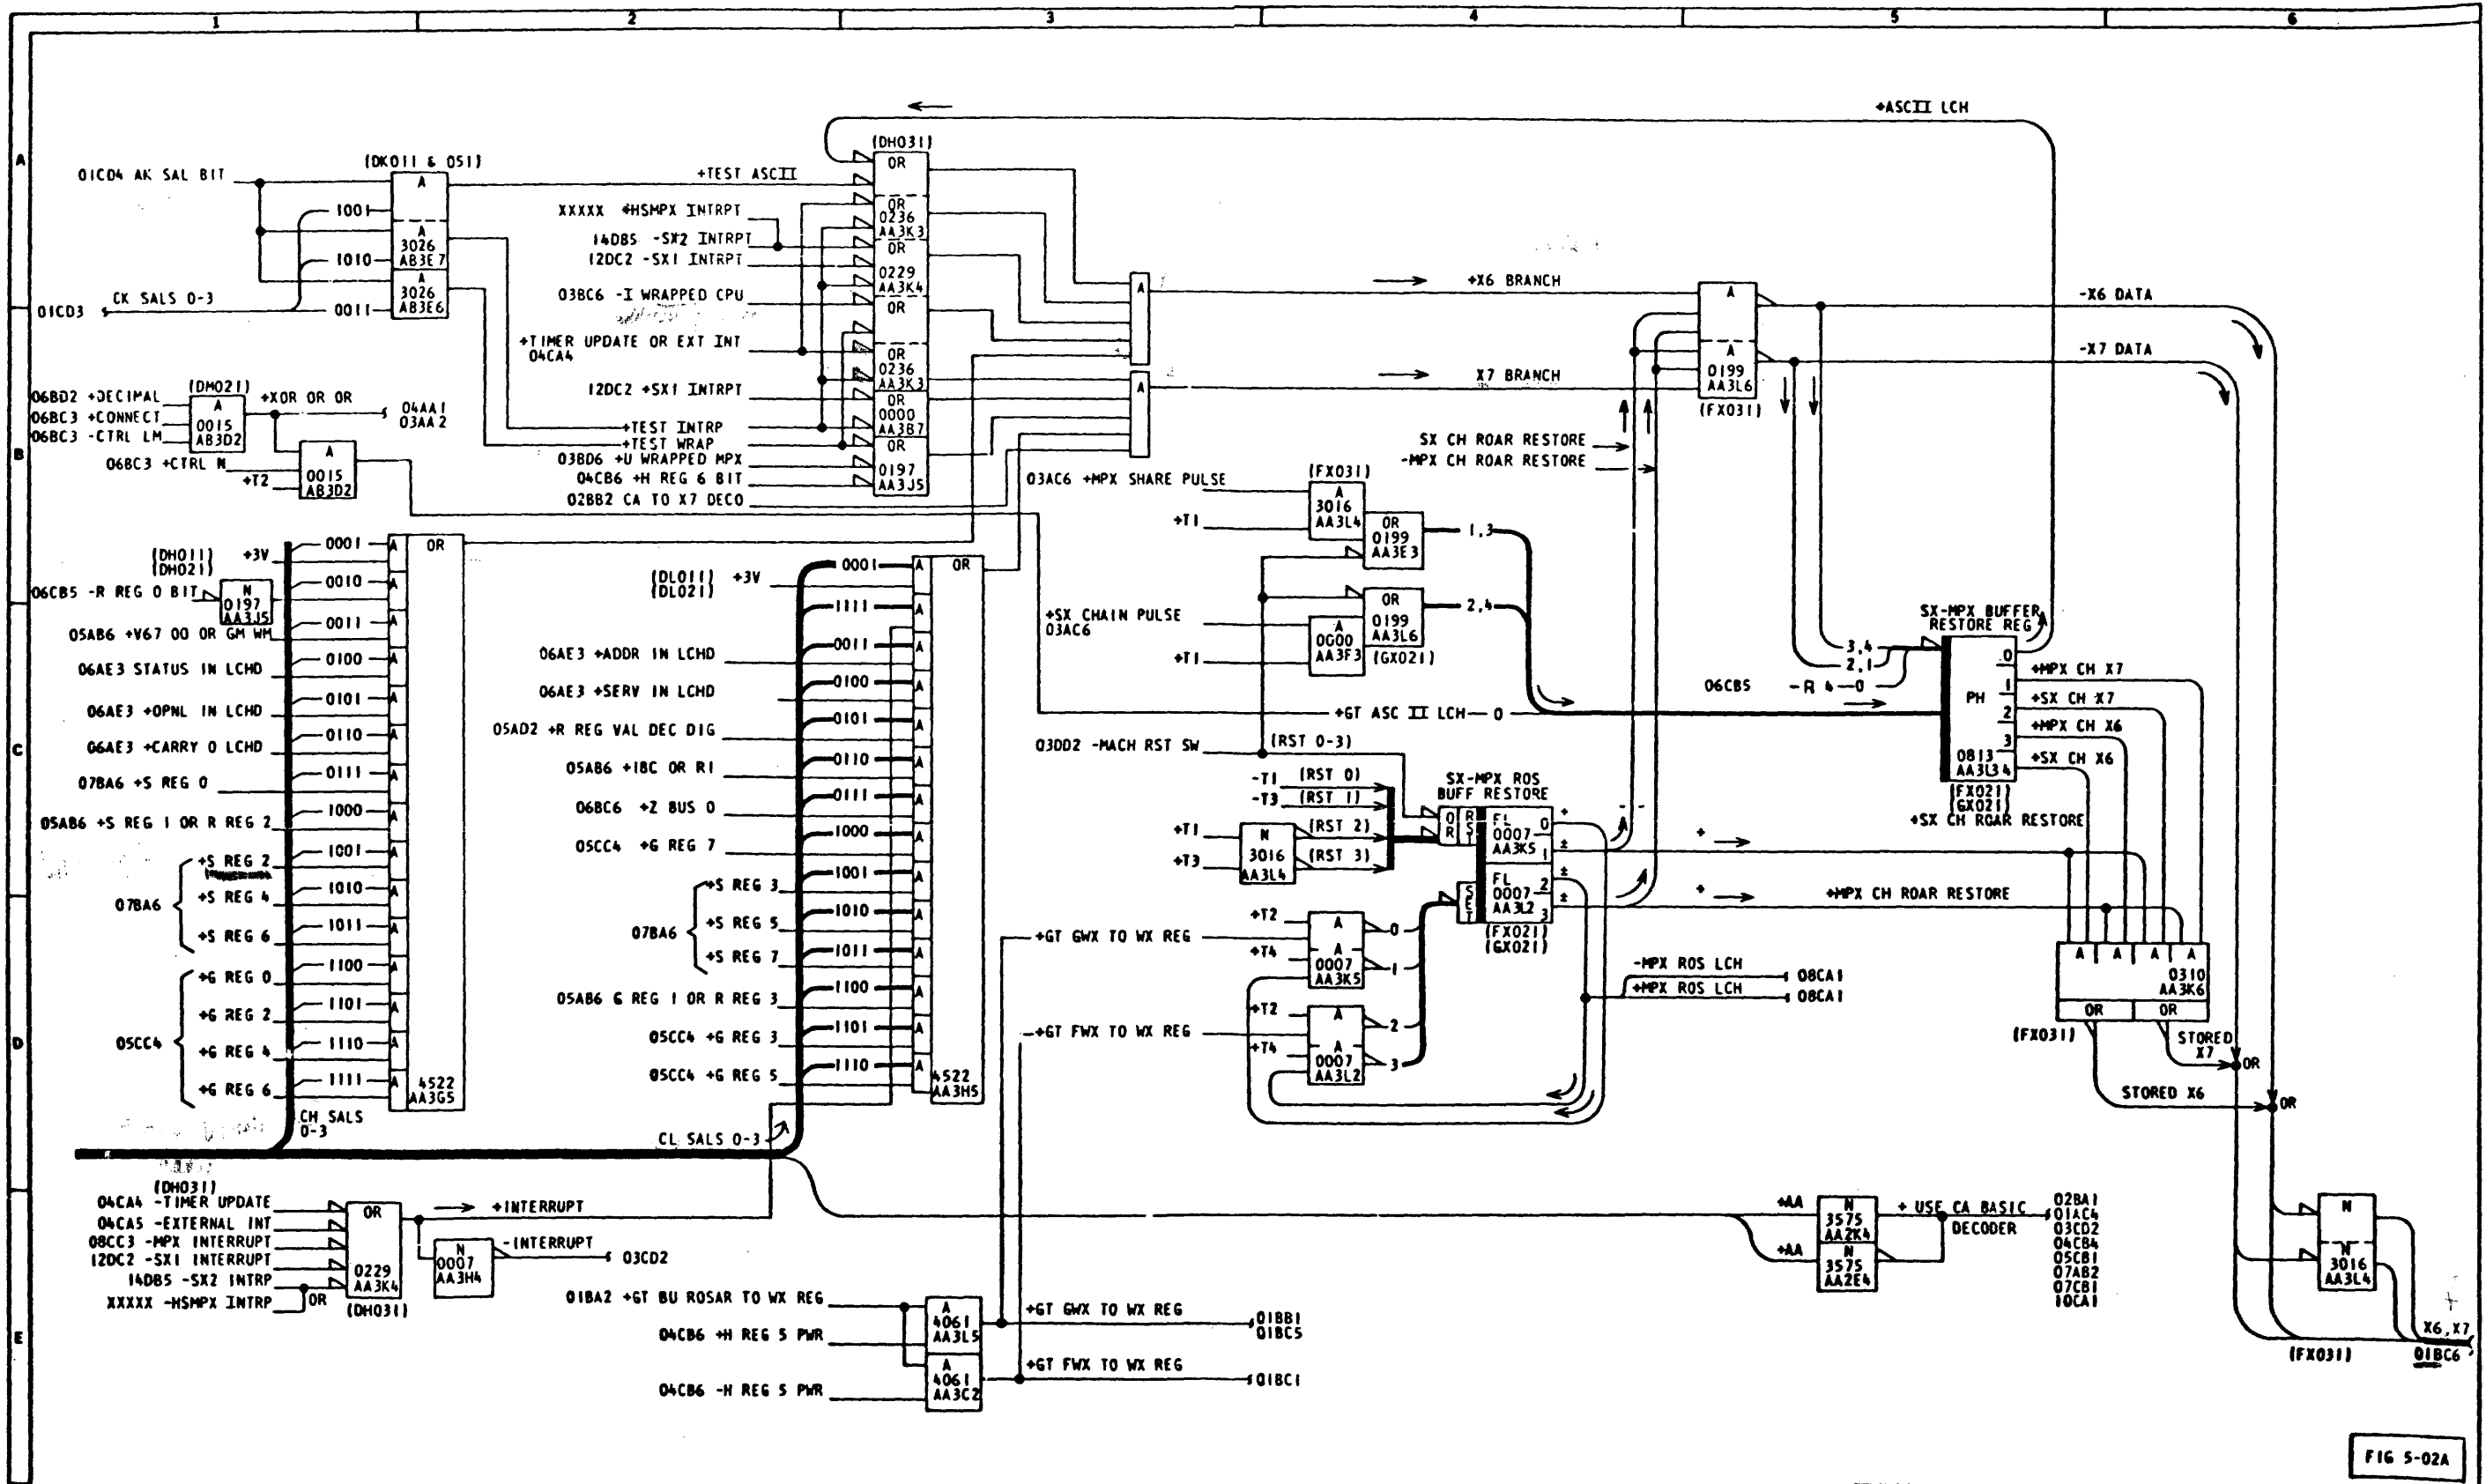 1 2 3 4 5 6
A
B
C
D
E
+ASCII LCH
(DK011 & 051)
01CD4 AK SAL BIT
A
1001
A
3026
AB3E7
1010
A
3026
AB3E6
0011
01CD3
CK SALS 0-3
+TEST ASCII
XXXXX +HSMPX INTRPT
14DB5 -SX2 INTRPT
12DC2 -SX1 INTRPT
03BC6 -I WRAPPED CPU
+TIMER UPDATE OR EXT INT
04CA4
12DC2 +SX1 INTRPT
+TEST INTRP
+TEST WRAP
03BD6 +U WRAPPED MPX
04CB6 +H REG 6 BIT
02BB2 CA TO X7 DECO
(DH031)
OR
OR
0236
AA3K3
OR
0229
AA3K4
OR
OR
0236
AA3K3
OR
0000
AA3B7
OR
0197
AA3J5
A
A
+X6 BRANCH
X7 BRANCH
A
A
0199
AA3L6
(FX031)
-X6 DATA
-X7 DATA
06BD2 +DECIMAL
06BC3 +CONNECT
06BC3 -CTRL LM
(DM021)
A
0015
AB3D2
+XOR OR OR
04AA1
03AA2
06BC3 +CTRL N
+T2
A
0015
AB3D2
SX CH ROAR RESTORE
-MPX CH ROAR RESTORE
03AC6 +MPX SHARE PULSE
+T1
(FX031)
A
3016
AA3L4
OR
0199
AA3E3
1,3
+SX CHAIN PULSE
03AC6
+T1
OR
0199
AA3L6
A
0G00
AA3F3
(GX021)
2,4
(DH011)
(DH021)
+3V
06CB5 -R REG 0 BIT
N
0197
AA3J5
05AB6 +V67 00 OR GM WM
06AE3 STATUS IN LCHD
06AE3 +OPNL IN LCHD
06AE3 +CARRY 0 LCHD
07BA6 +S REG 0
05AB6 +S REG 1 OR R REG 2
07BA6
+S REG 2
+S REG 4
+S REG 6
05CC4
+G REG 0
+G REG 2
+G REG 4
+G REG 6
0001 A
0010 A
0011 A
0100 A
0101 A
0110 A
0111 A
1000 A
1001 A
1010 A
1011 A
1100 A
1101 A
1110 A
1111 A
OR
4522
AA3G5
CH SALS
0-3
(DL011)
(DL021)
+3V
06AE3 +ADDR IN LCHD
06AE3 +SERV IN LCHD
05AD2 +R REG VAL DEC DIG
05AB6 +IBC OR RI
06BC6 +Z BUS 0
05CC4 +G REG 7
07BA6
+S REG 3
+S REG 5
+S REG 7
05AB6 G REG 1 OR R REG 3
05CC4 +G REG 3
05CC4 +G REG 5
0001 A
1111 A
0011 A
0100 A
0101 A
0110 A
0111 A
1000 A
1001 A
1010 A
1011 A
1100 A
1101 A
1110 A
OR
4522
AA3H5
CL SALS 0-3
SX-MPX BUFFER
RESTORE REG
3,4
2,1
06CB5 -R 4-0
+GT ASC II LCH 0
PH
0
1
2
3
0813
AA3L34
(FX021)
(GX021)
+MPX CH X7
+SX CH X7
+MPX CH X6
+SX CH X6
+SX CH ROAR RESTORE
03DD2 -MACH RST SW
(RST 0-3)
-T1 (RST 0)
-T3 (RST 1)
(RST 2)
(RST 3)
+T1
+T3
N
3016
AA3L4
SX-MPX ROS
BUFF RESTORE
OR
RST
SET
FL
0007
AA3K5
FL
0007
AA3L2
0
1
2
3
+
±
±
±
(FX021)
(GX021)
+
+
+MPX CH ROAR RESTORE
+GT GWX TO WX REG
+T2
+T4
A
A
0007
AA3K5
0
1
+GT FWX TO WX REG
+T2
+T4
A
A
0007
AA3L2
2
3
-MPX ROS LCH 08CA1
+MPX ROS LCH 08CA1
A A A A
0310
AA3K6
OR OR
(FX031)
STORED
X7
OR
STORED X6
OR
(DH031)
04CA4 -TIMER UPDATE
04CA5 -EXTERNAL INT
08CC3 -MPX INTERRUPT
12DC2 -SX1 INTERRUPT
14DB5 -SX2 INTRP
XXXXX -HSMPX INTRP
OR
OR
0229
AA3K4
(DH031)
+INTERRUPT
N
0007
AA3H4
-INTERRUPT
03CD2
01BA2 +GT BU ROSAR TO WX REG
04CB6 +H REG 5 PWR
04CB6 -H REG 5 PWR
A
4061
AA3L5
A
4061
AA3C2
+GT GWX TO WX REG
01BB1
01BC5
+GT FWX TO WX REG
01BC1
+AA
+AA
N
3575
AA2K4
N
3575
AA2E4
+ USE CA BASIC
DECODER
02BA1
01AC4
03CD2
04CB4
05CB1
07AB2
07CB1
10CA1
N
N
3016
AA3L4
(FX031)
X6,X7
01BC6
FIG 5-02A